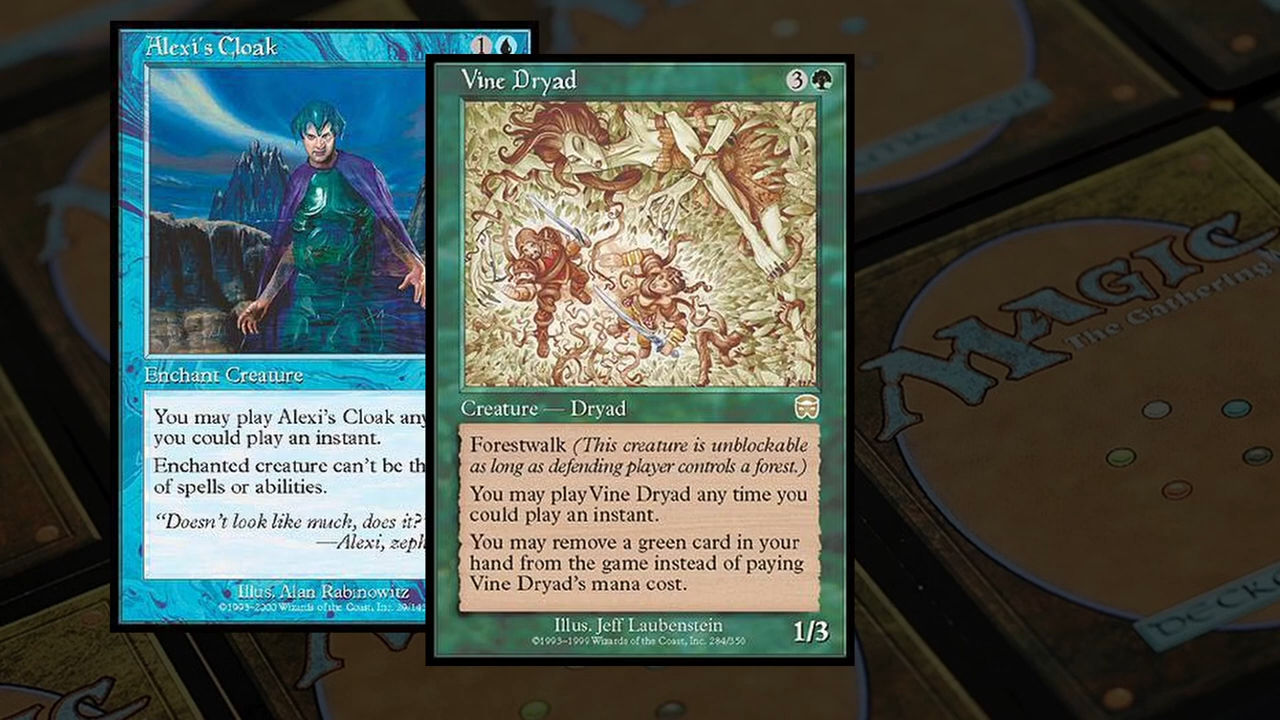 Alexi's Cloak
1
Enchant Creature
You may play Alexi's Cloak any
you could play an instant.
Enchanted creature can't be th
of spells or abilities.
"Doesn't look like much, does it?
—Alexi, zeph
Illus. Alan Rabinowitz
©1993-2000 Wizards of the Coast, Inc.
Vine Dryad
3
Creature — Dryad
Forestwalk (This creature is unblockable
as long as defending player controls a forest.)
You may play Vine Dryad any time you
could play an instant.
You may remove a green card in your
hand from the game instead of paying
Vine Dryad's mana cost.
Illus. Jeff Laubenstein
©1993-1999 Wizards of the Coast, Inc. 284/350
1/3
MAGIC
The Gathering
DECK